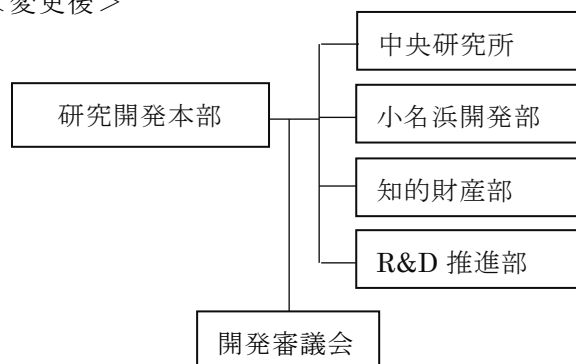 変更後＞
中央研究所
研究開発本部
小名浜開発部
知的財産部
R&D 推進部
開発審議会